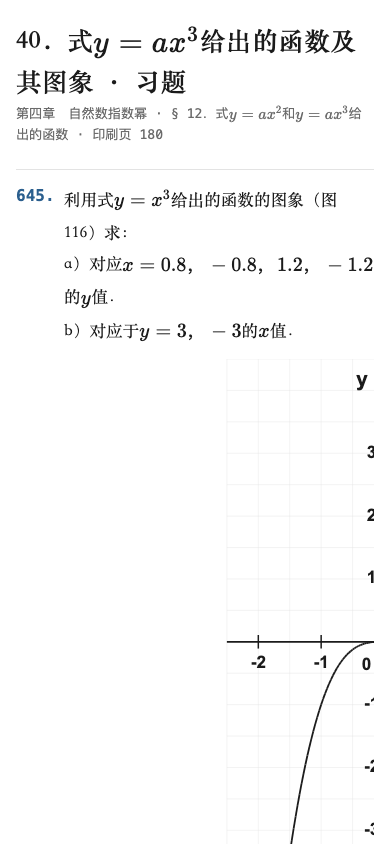 40. 式y = ax³给出的函数及
其图象 · 习题
第四章 自然数指数幂 · § 12. 式y = ax²和y = ax³给
出的函数 · 印刷页 180
645. 利用式y = x³给出的函数的图象（图
116）求:
a）对应x = 0.8, − 0.8, 1.2, − 1.2
的y值.
b）对应于y = 3, − 3的x值.
y
3
2
1
-2 -1 0
-1
-2
-3